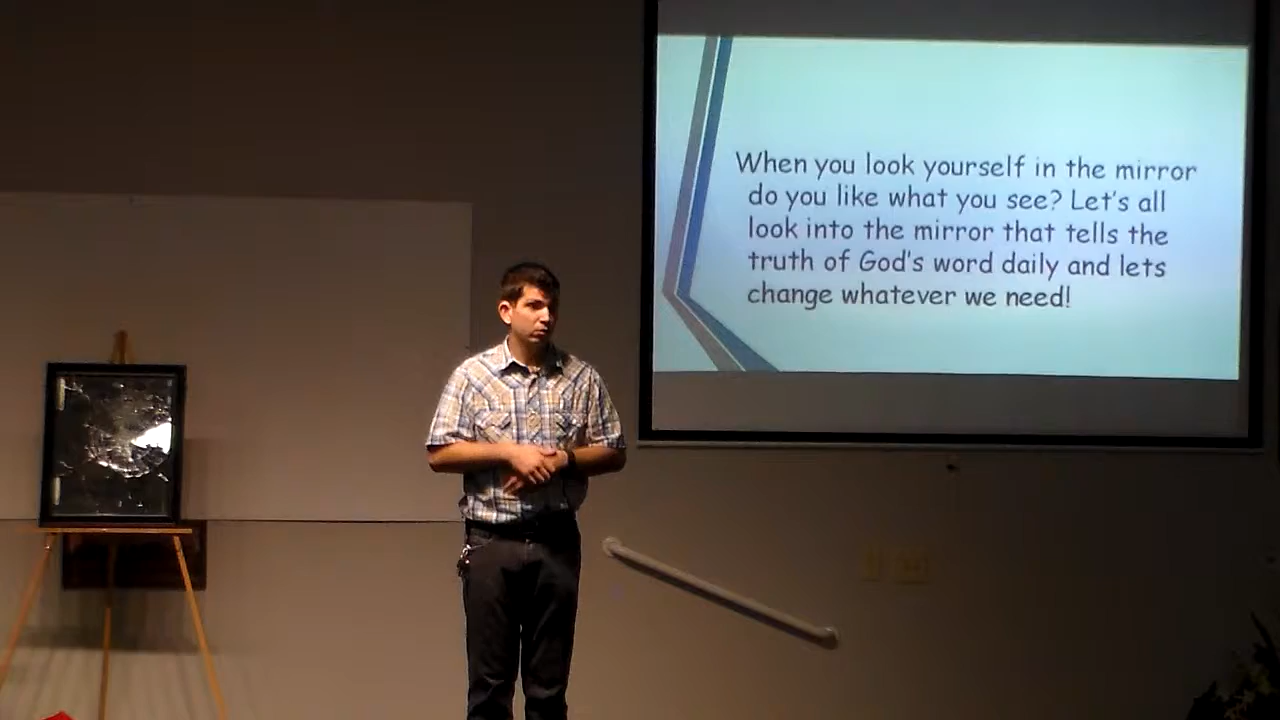 When you look yourself in the mirror
do you like what you see? Let's all
look into the mirror that tells the
truth of God's word daily and lets
change whatever we need!